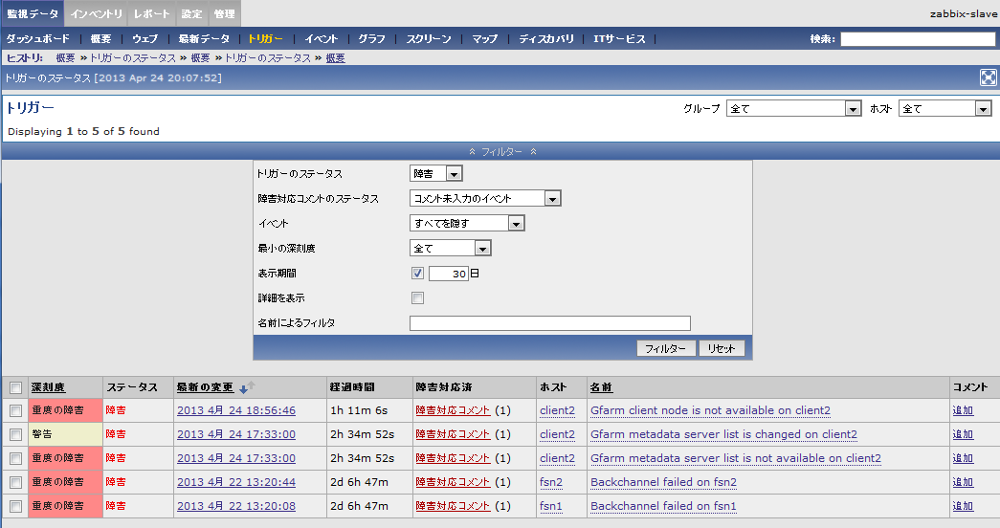 監視データ インベントリ レポート 設定 管理 zabbix-slave
ダッシュボード | 概要 | ウェブ | 最新データ | トリガー | イベント | グラフ | スクリーン | マップ | ディスカバリ | ITサービス | 検索:
ヒストリ: 概要 » トリガーのステータス » 概要 » トリガーのステータス » 概要
トリガーのステータス [2013 Apr 24 20:07:52]
トリガー グループ 全て ホスト 全て
Displaying 1 to 5 of 5 found
フィルター
トリガーのステータス 障害
障害対応コメントのステータス コメント未入力のイベント
イベント すべてを隠す
最小の深刻度 全て
表示期間 30 日
詳細を表示
名前によるフィルタ
フィルター リセット
深刻度 ステータス 最新の変更 経過時間 障害対応済 ホスト 名前 コメント
重度の障害 障害 2013 4月 24 18:56:46 1h 11m 6s 障害対応コメント (1) client2 Gfarm client node is not available on client2 追加
警告 障害 2013 4月 24 17:33:00 2h 34m 52s 障害対応コメント (1) client2 Gfarm metadata server list is changed on client2 追加
重度の障害 障害 2013 4月 24 17:33:00 2h 34m 52s 障害対応コメント (1) client2 Gfarm metadata server list is not available on client2 追加
重度の障害 障害 2013 4月 22 13:20:44 2d 6h 47m 障害対応コメント (1) fsn2 Backchannel failed on fsn2 追加
重度の障害 障害 2013 4月 22 13:20:08 2d 6h 47m 障害対応コメント (1) fsn1 Backchannel failed on fsn1 追加